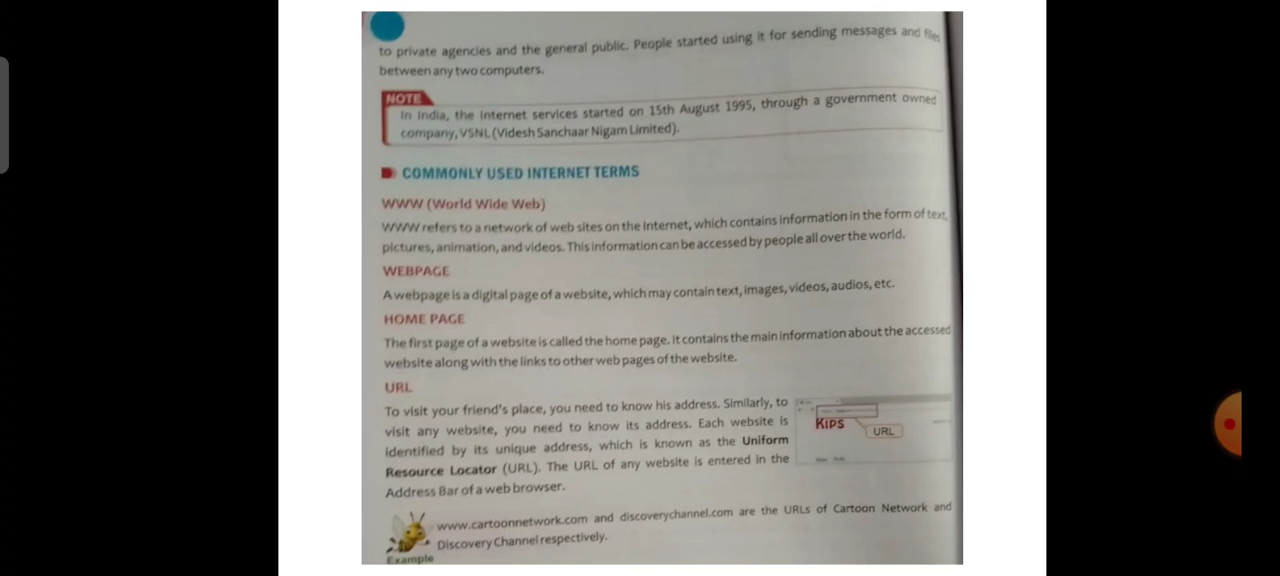 to private agencies and the general public. People started using it for sending messages and files
between any two computers.
NOTE
In India, the Internet services started on 15th August 1995, through a government owned
company, VSNL (Videsh Sanchaar Nigam Limited).
COMMONLY USED INTERNET TERMS
WWW (World Wide Web)
WWW refers to a network of web sites on the Internet, which contains information in the form of text,
pictures, animation, and videos. This information can be accessed by people all over the world.
WEBPAGE
A webpage is a digital page of a website, which may contain text, images, videos, audios, etc.
HOME PAGE
The first page of a website is called the home page. It contains the main information about the accessed
website along with the links to other web pages of the website.
URL
To visit your friend's place, you need to know his address. Similarly, to
visit any website, you need to know its address. Each website is
identified by its unique address, which is known as the Uniform
Resource Locator (URL). The URL of any website is entered in the
Address Bar of a web browser.
KIPS
URL
www.cartoonnetwork.com and discoverychannel.com are the URLs of Cartoon Network and
Discovery Channel respectively.
Example